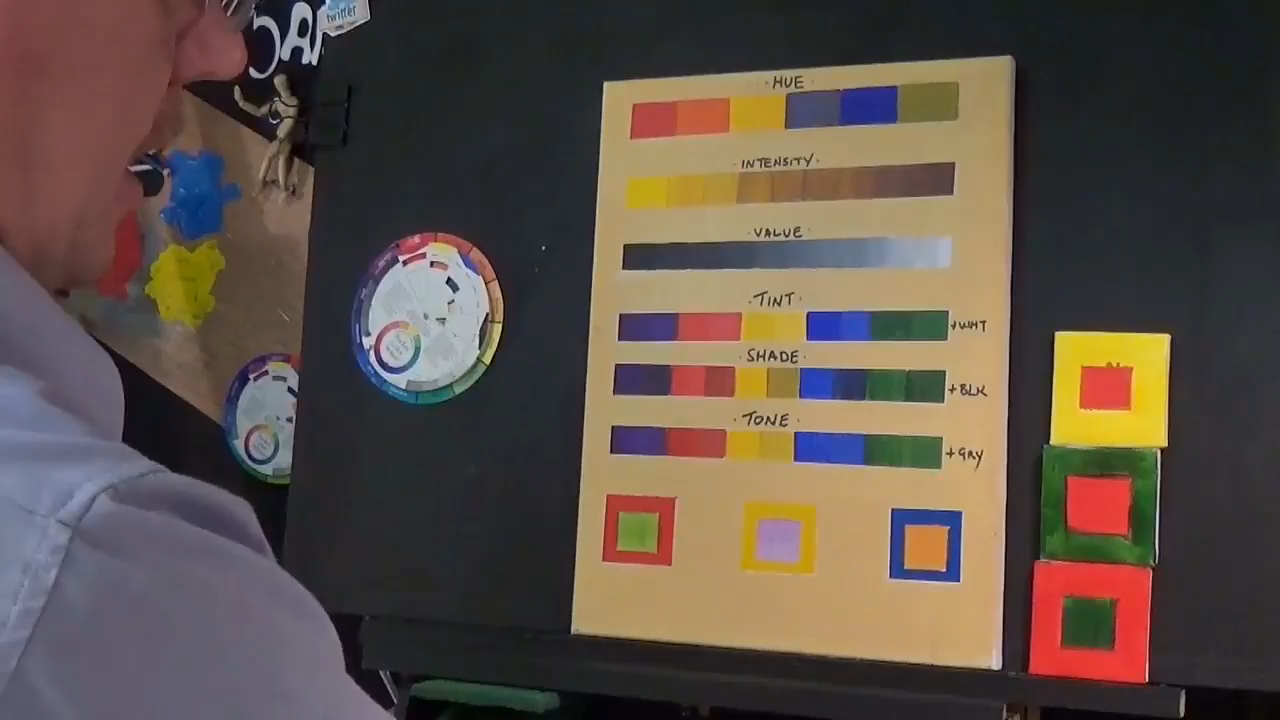 twitter
· HUE ·
· INTENSITY ·
· VALUE ·
· TINT ·
+WHT
· SHADE ·
+BLK
· TONE ·
+GRY